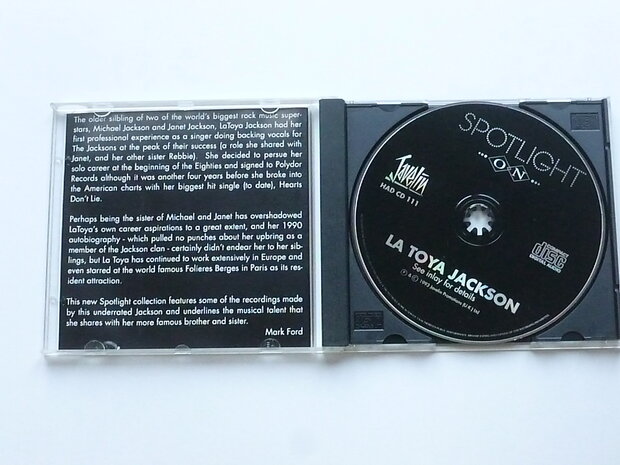 The older silbling of two of the world's biggest rock music super-
stars, Michael Jackson and Janet Jackson, LaToya Jackson had her
first professional experience as a singer doing backing vocals for
The Jacksons at the peak of their success (a role she shared with
Janet, and her other sister Rebbie). She decided to persue her
solo career at the beginning of the Eighties and signed to Polydor
Records although it was another four years before she broke into
the American charts with her biggest hit single (to date), Hearts
Don't Lie.
Perhaps being the sister of Michael and Janet has overshadowed
LaToya's own career aspirations to a great extent, and her 1990
autobiography - which pulled no punches about her upbring as a
member of the Jackson clan - certainly didn't endear her to her sib-
lings, but La Toya has continued to work extensively in Europe and
even starred at the world famous Folieres Berges in Paris as its res-
ident attraction.
This new Spotlight collection features some of the recordings made
by this underrated Jackson and underlines the musical talent that
she shares with her more famous brother and sister.
Mark Ford
SPOTLIGHT
...ON...
Javelin
HAD CD 111
COMPACT
disc
DIGITAL AUDIO
LA TOYA JACKSON
See inlay for details
℗ & © 1993 Javelin Promotions (U.K.) Ltd